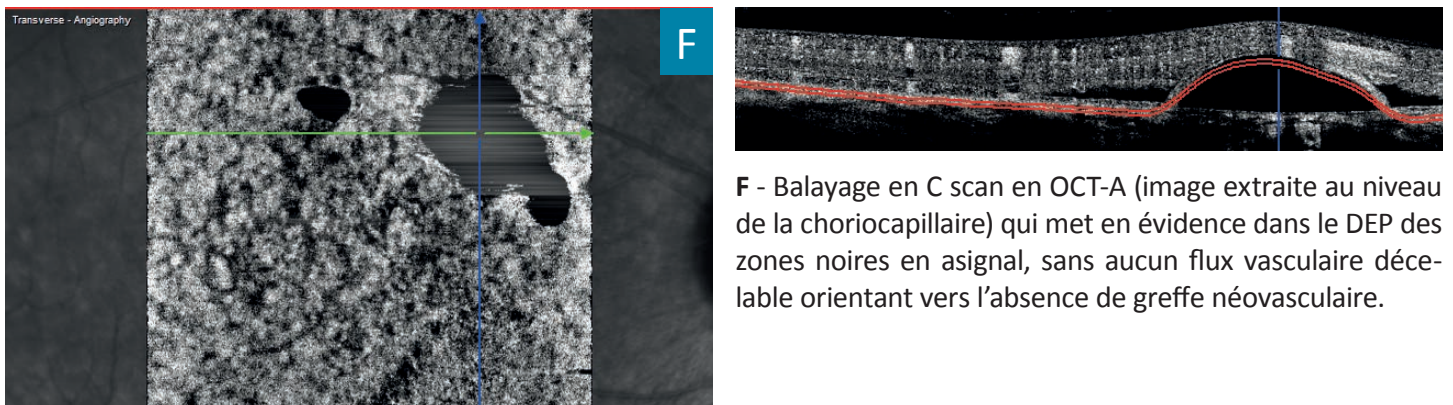 Transverse - Angiography
F
F - Balayage en C scan en OCT-A (image extraite au niveau
de la choriocapillaire) qui met en évidence dans le DEP des
zones noires en asignal, sans aucun flux vasculaire déce-
lable orientant vers l’absence de greffe néovasculaire.